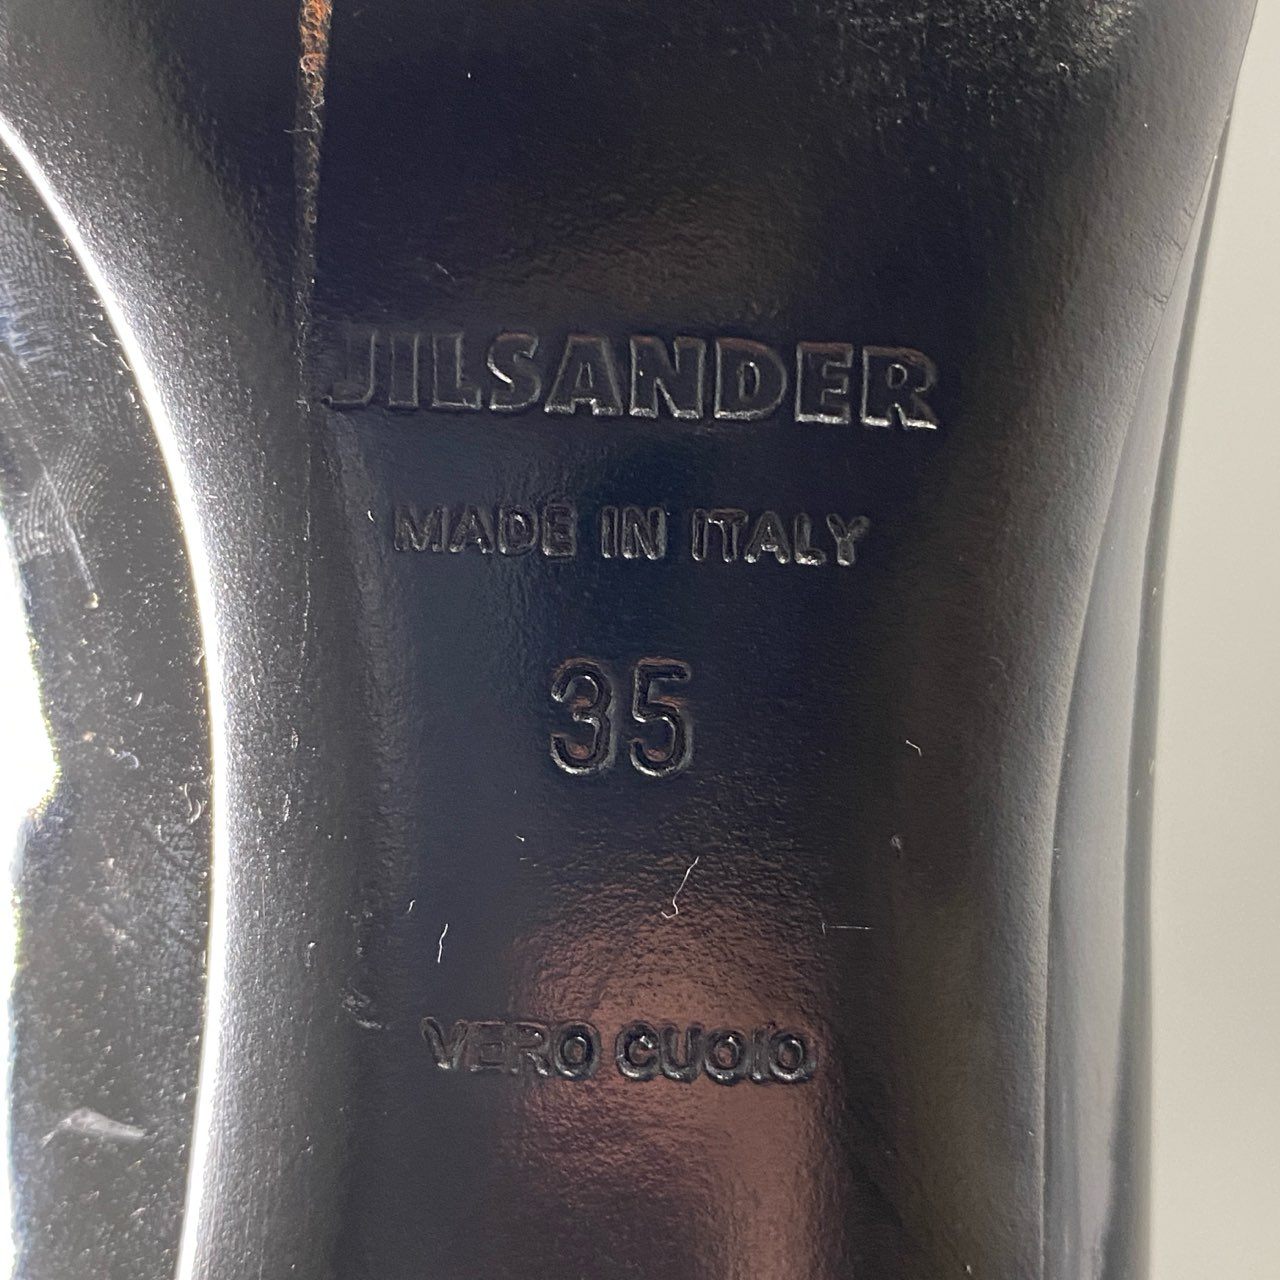 JILSANDER
MADE IN ITALY
35
VERO CUOIO